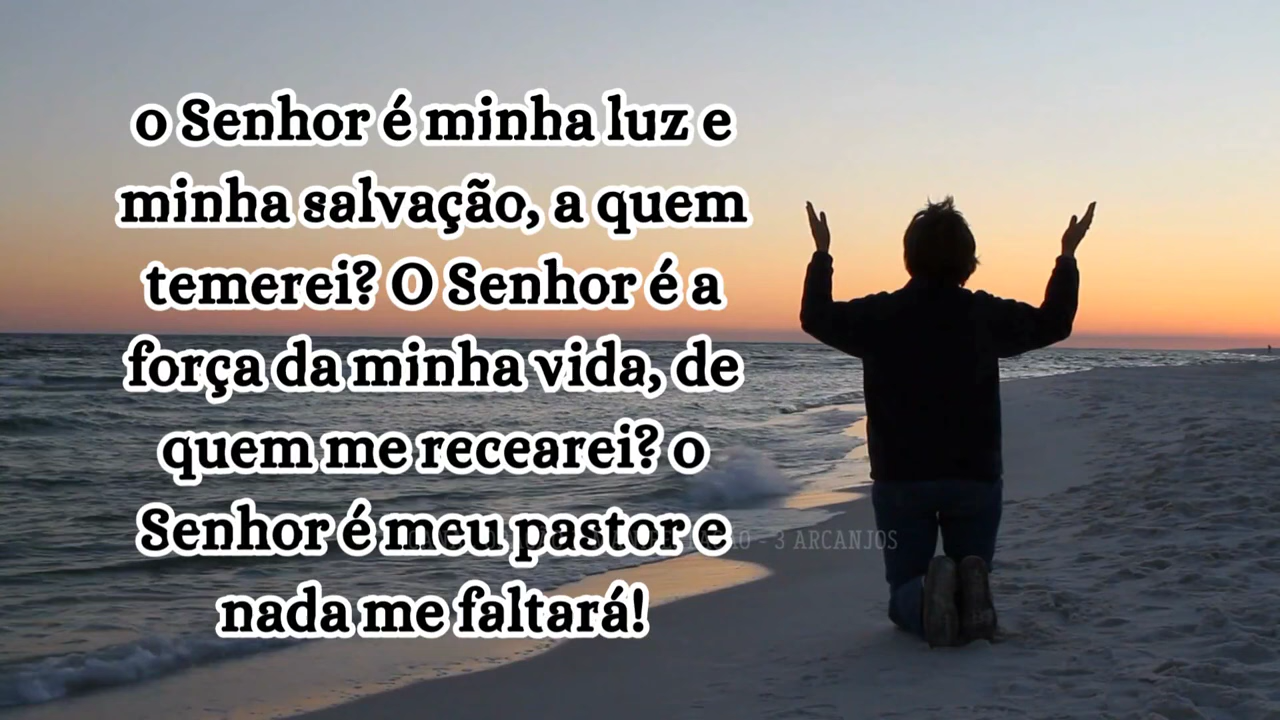 o Senhor é minha luz e
minha salvação, a quem
temerei? O Senhor é a
força da minha vida, de
quem me recearei? o
Senhor é meu pastor e
nada me faltará!
- 3 ARCANJOS